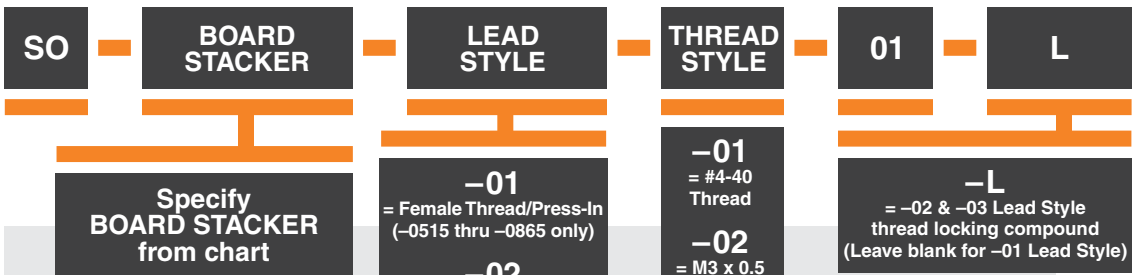 SO
BOARD
STACKER
LEAD
STYLE
THREAD
STYLE
01
L
Specify
BOARD STACKER
from chart
–01
= Female Thread/Press-In
(–0515 thru –0865 only)
–02
–01
= #4-40
Thread
–02
= M3 x 0.5
–L
= –02 & –03 Lead Style
thread locking compound
(Leave blank for –01 Lead Style)